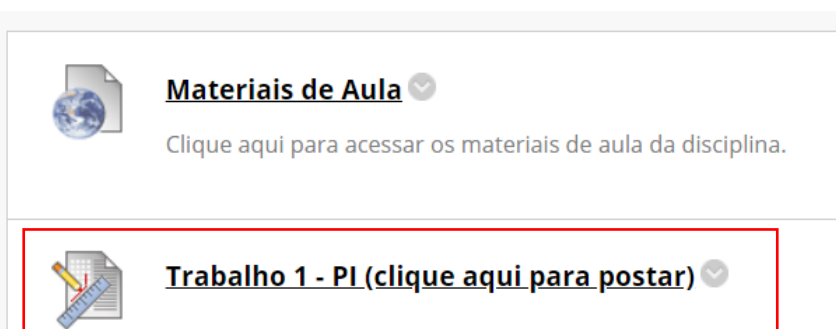 Materiais de Aula
Clique aqui para acessar os materiais de aula da disciplina.
Trabalho 1 - PI (clique aqui para postar)